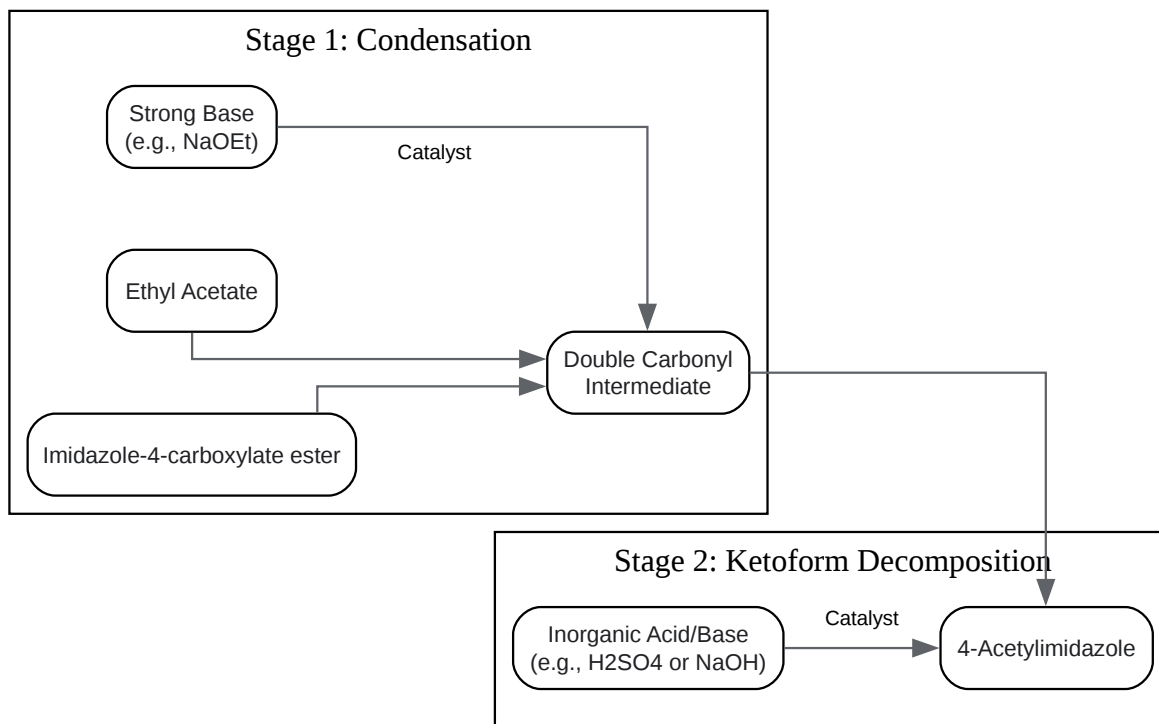 Stage 1: Condensation
Strong Base
(e.g., NaOEt)
Catalyst
Ethyl Acetate
Double Carbonyl
Intermediate
Imidazole-4-carboxylate ester
Stage 2: Ketoform Decomposition
Inorganic Acid/Base
(e.g., H2SO4 or NaOH)
Catalyst
4-Acetylimidazole